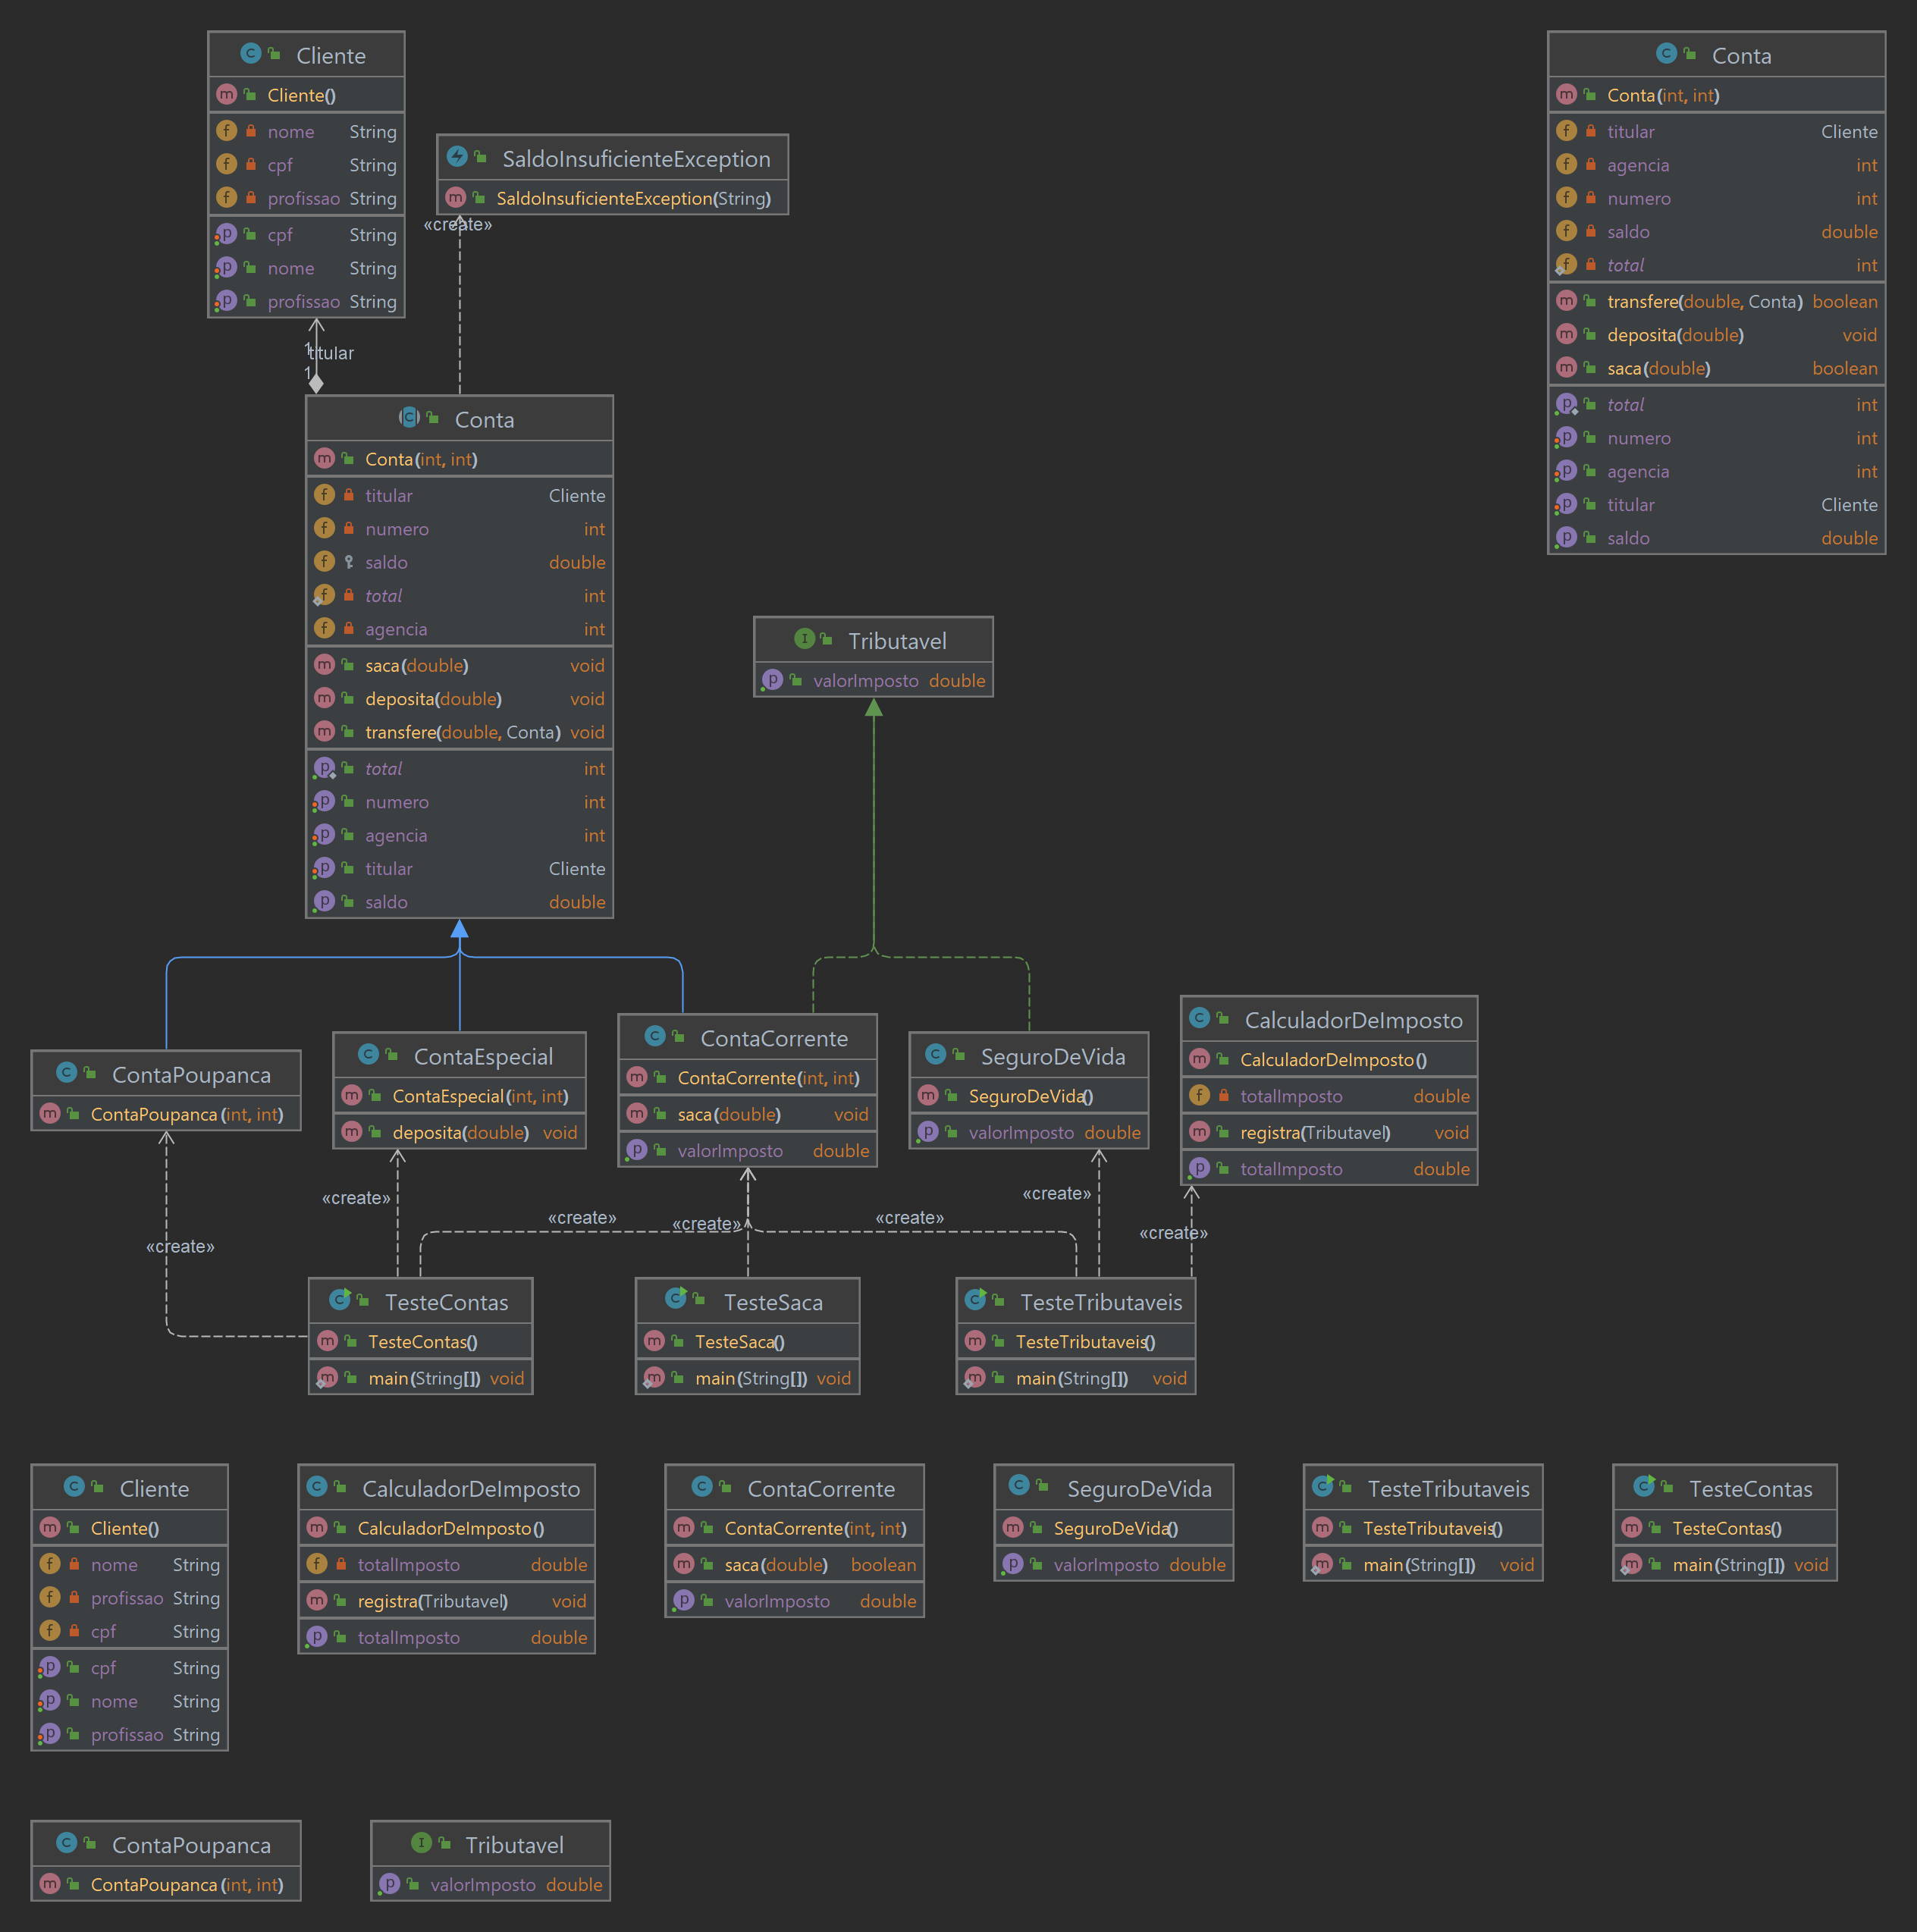 Cliente
Cliente()
nome String
cpf String
profissao String
cpf String
nome String
profissao String
SaldoInsuficienteException
SaldoInsuficienteException(String)
«create»
1
titular
1
Conta
Conta(int, int)
titular Cliente
agencia int
numero int
saldo double
total int
transfere(double, Conta) boolean
deposita(double) void
saca(double) boolean
total int
numero int
agencia int
titular Cliente
saldo double
Conta
Conta(int, int)
titular Cliente
numero int
saldo double
total int
agencia int
saca(double) void
deposita(double) void
transfere(double, Conta) void
total int
numero int
agencia int
titular Cliente
saldo double
Tributavel
valorImposto double
ContaPoupanca
ContaPoupanca(int, int)
ContaEspecial
ContaEspecial(int, int)
deposita(double) void
ContaCorrente
ContaCorrente(int, int)
saca(double) void
valorImposto double
SeguroDeVida
SeguroDeVida()
valorImposto double
CalculadorDeImposto
CalculadorDeImposto()
totalImposto double
registra(Tributavel) void
totalImposto double
«create»
«create»
«create»
«create»
«create»
«create»
«create»
TesteContas
TesteContas()
main(String[]) void
TesteSaca
TesteSaca()
main(String[]) void
TesteTributaveis
TesteTributaveis()
main(String[]) void
Cliente
Cliente()
nome String
profissao String
cpf String
cpf String
nome String
profissao String
CalculadorDeImposto
CalculadorDeImposto()
totalImposto double
registra(Tributavel) void
totalImposto double
ContaCorrente
ContaCorrente(int, int)
saca(double) boolean
valorImposto double
SeguroDeVida
SeguroDeVida()
valorImposto double
TesteTributaveis
TesteTributaveis()
main(String[]) void
TesteContas
TesteContas()
main(String[]) void
ContaPoupanca
ContaPoupanca(int, int)
Tributavel
valorImposto double